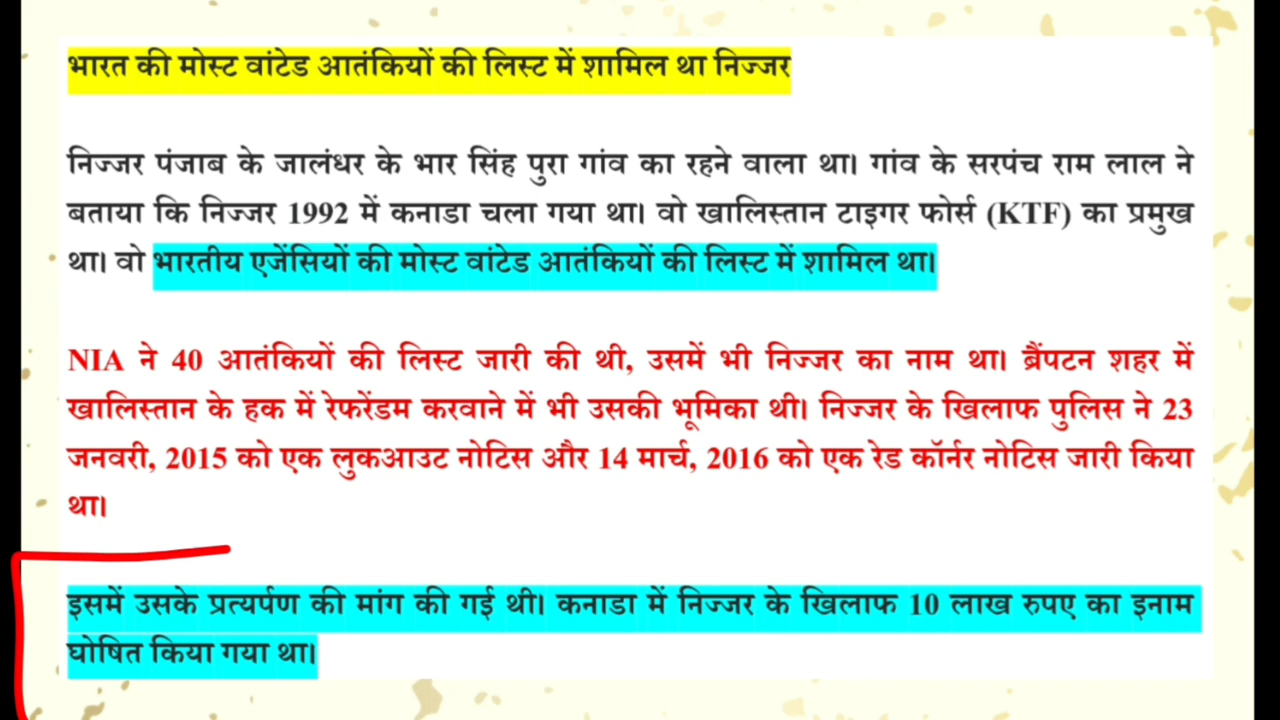 भारत की मोस्ट वांटेड आतंकियों की लिस्ट में शामिल था निज्जर
निज्जर पंजाब के जालंधर के भार सिंह पुरा गांव का रहने वाला था। गांव के सरपंच राम लाल ने
बताया कि निज्जर 1992 में कनाडा चला गया था। वो खालिस्तान टाइगर फोर्स (KTF) का प्रमुख
था। वो भारतीय एजेंसियों की मोस्ट वांटेड आतंकियों की लिस्ट में शामिल था।
NIA ने 40 आतंकियों की लिस्ट जारी की थी, उसमें भी निज्जर का नाम था। ब्रैंपटन शहर में
खालिस्तान के हक में रेफरेंडम करवाने में भी उसकी भूमिका थी। निज्जर के खिलाफ पुलिस ने 23
जनवरी, 2015 को एक लुकआउट नोटिस और 14 मार्च, 2016 को एक रेड कॉर्नर नोटिस जारी किया
था।
इसमें उसके प्रत्यर्पण की मांग की गई थी। कनाडा में निज्जर के खिलाफ 10 लाख रुपए का इनाम
घोषित किया गया था।